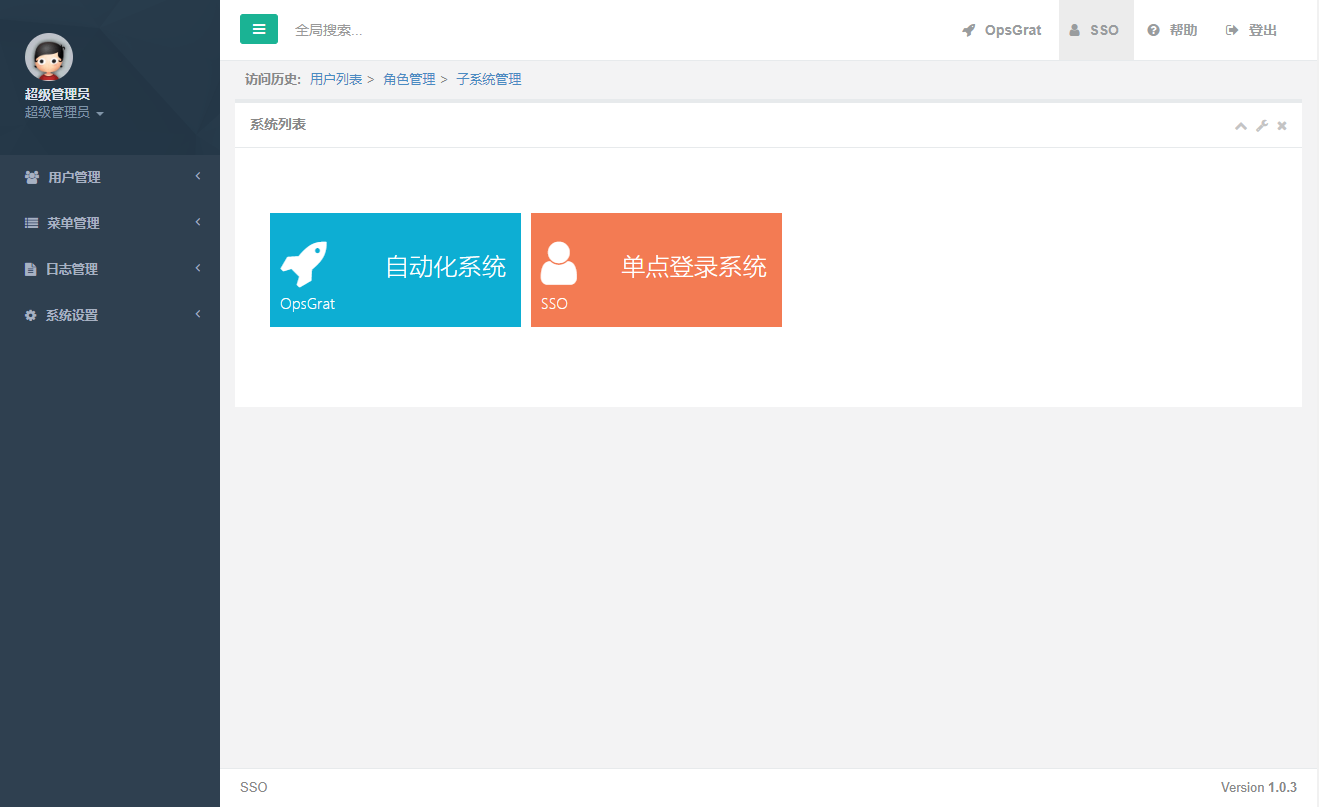 超级管理员
超级管理员
用户管理
菜单管理
日志管理
系统设置
全局搜索...
OpsGrat SSO 帮助 登出
访问历史: 用户列表 > 角色管理 > 子系统管理
系统列表
自动化系统
OpsGrat
单点登录系统
SSO
SSO
Version 1.0.3